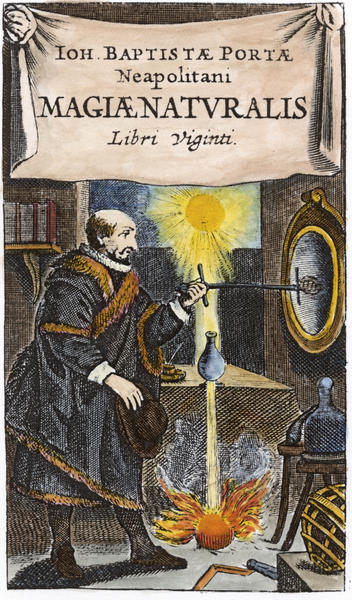 IOH. BAPTISTÆ PORTÆ
Neapolitani
MAGIÆ NATVRALIS
Libri Viginti.